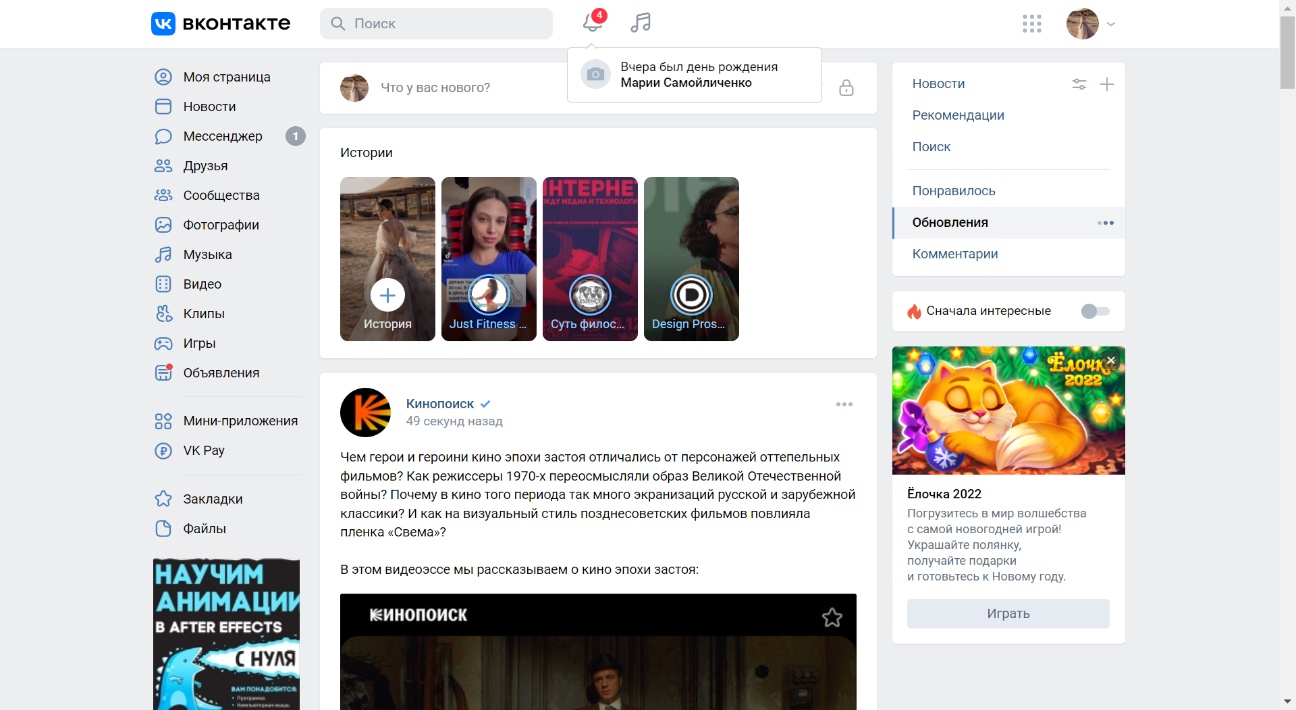 вконтакте
Поиск
4
Вчера был день рождения
Марии Самойличенко
Моя страница
Новости
Мессенджер
1
Друзья
Сообщества
Фотографии
Музыка
Видео
Клипы
Игры
Объявления
Мини-приложения
VK Pay
Закладки
Файлы
НАУЧИМ
АНИМАЦИИ
В AFTER EFFECTS
С НУЛЯ
ВАМ ПОНАДОБИТСЯ:
Что у вас нового?
Истории
История
Just Fitness ...
ИНТЕРНЕ
ЖДУ МЕДИА И ТЕХНОЛОГИ
Суть филос...
Design Pros...
Кинопоиск
49 секунд назад
Чем герои и героини кино эпохи застоя отличались от персонажей оттепельных
фильмов? Как режиссеры 1970-х переосмысляли образ Великой Отечественной
войны? Почему в кино того периода так много экранизаций русской и зарубежной
классики? И как на визуальный стиль позднесоветских фильмов повлияла
пленка «Свема»?
В этом видеоэссе мы рассказываем о кино эпохи застоя:
КИНОПОИСК
Новости
Рекомендации
Поиск
Понравилось
Обновления
Комментарии
Сначала интересные
Ёлочка
2022
Ёлочка 2022
Погрузитесь в мир волшебства
с самой новогодней игрой!
Украшайте полянку,
получайте подарки
и готовьтесь к Новому году.
Играть